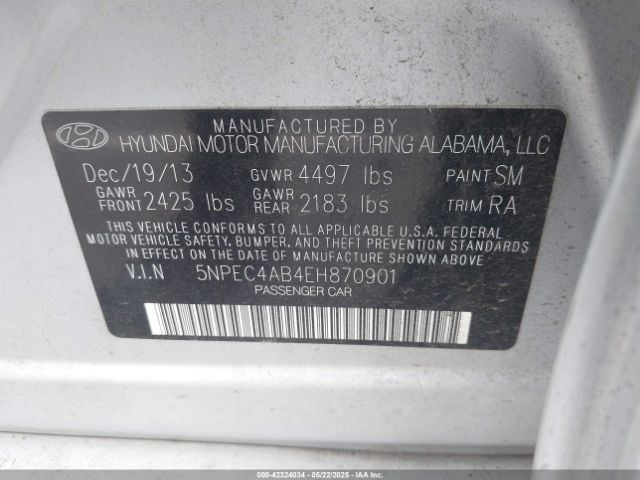 MANUFACTURED BY
HYUNDAI MOTOR MANUFACTURING ALABAMA, LLC
Dec/19/13 GVWR 4497 lbs PAINT SM
GAWR FRONT 2425 lbs GAWR REAR 2183 lbs TRIM RA
THIS VEHICLE CONFORMS TO ALL APPLICABLE U.S.A. FEDERAL
MOTOR VEHICLE SAFETY, BUMPER, AND THEFT PREVENTION
STANDARDS IN EFFECT ON THE DATE OF MANUFACTURE SHOWN ABOVE.
V.I.N 5NPEC4AB4EH870901
PASSENGER CAR
000-42324034 - 05/22/2025 - IAAI.COM